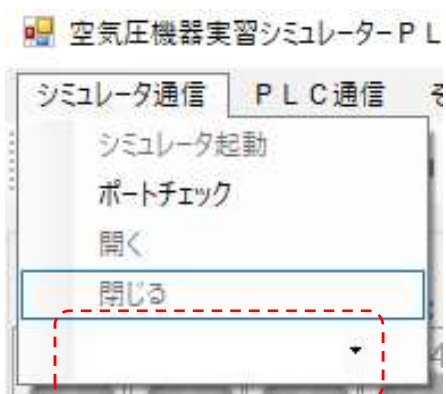 空気圧機器実習シミュレーターＰＬ
シミュレータ通信 ＰＬＣ通信
シミュレータ起動
ポートチェック
開く
閉じる